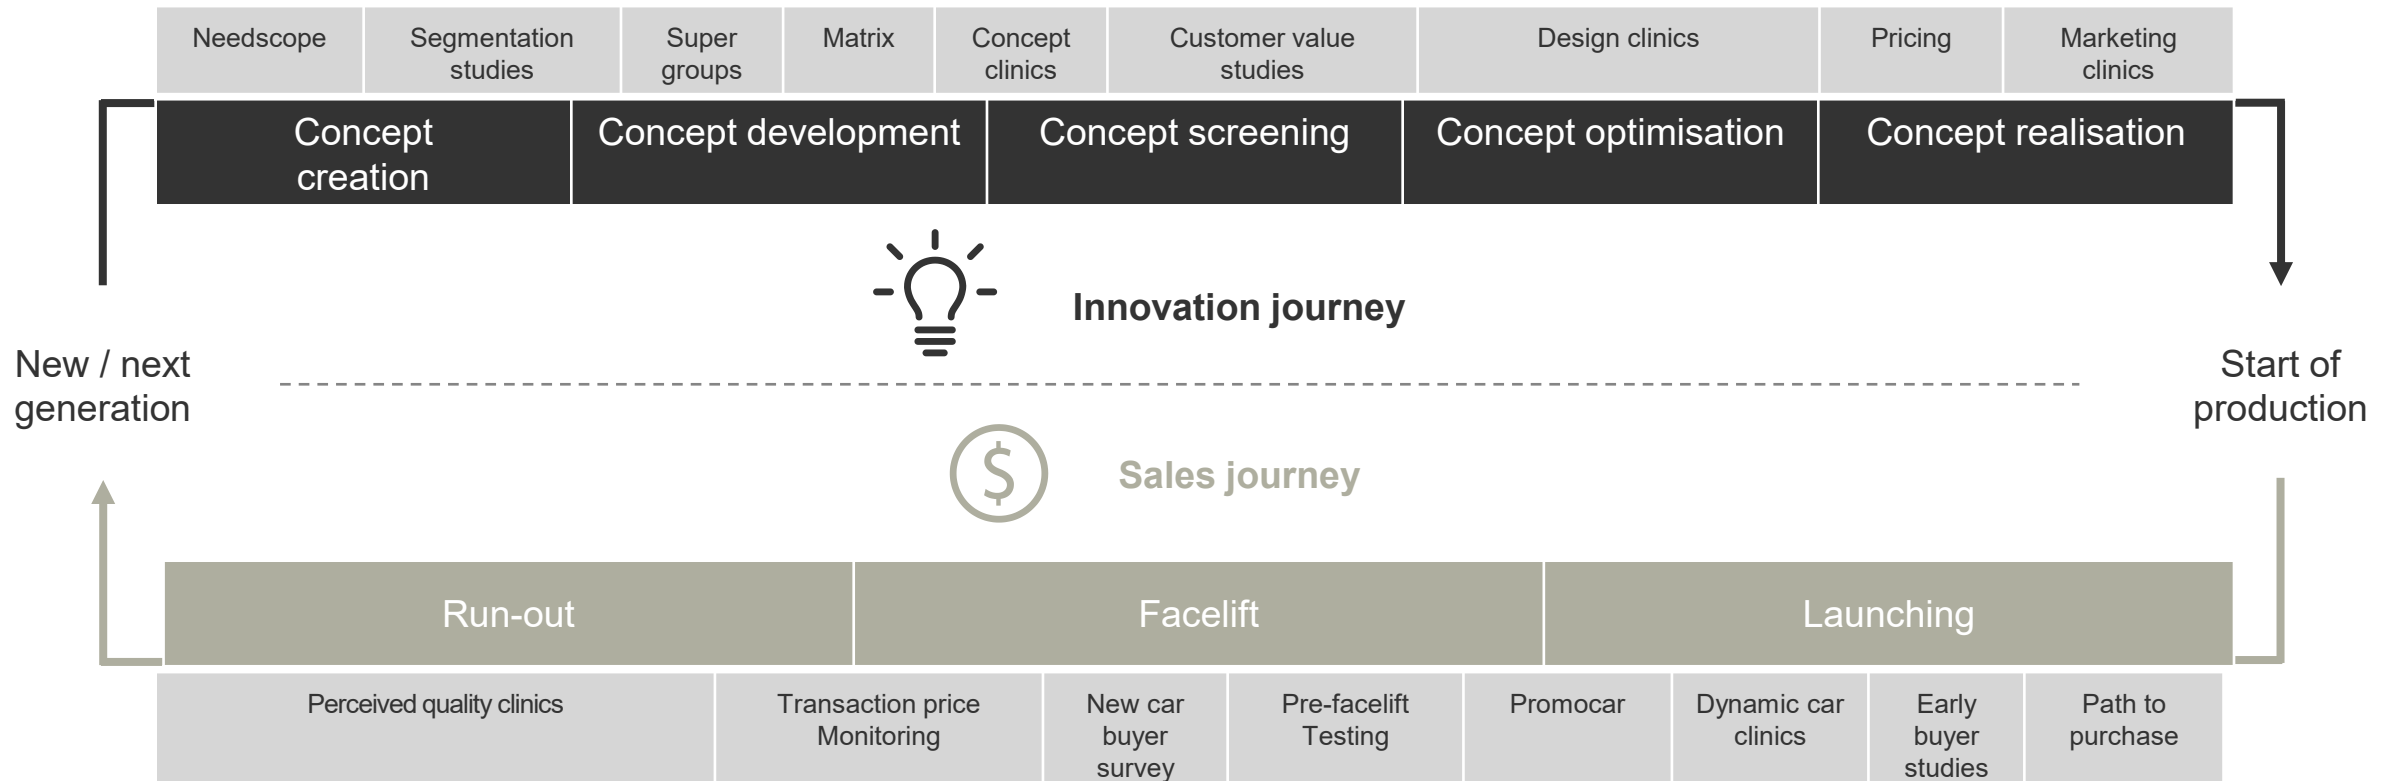 Needscope
Segmentation
studies
Super
groups
Matrix
Concept
clinics
Customer value
studies
Design clinics
Pricing
Marketing
clinics
Concept
creation
Concept development
Concept screening
Concept optimisation
Concept realisation
Innovation journey
New / next
generation
Start of
production
$
Sales journey
Run-out
Facelift
Launching
Perceived quality clinics
Transaction price
Monitoring
New car
buyer
survey
Pre-facelift
Testing
Promocar
Dynamic car
clinics
Early
buyer
studies
Path to
purchase